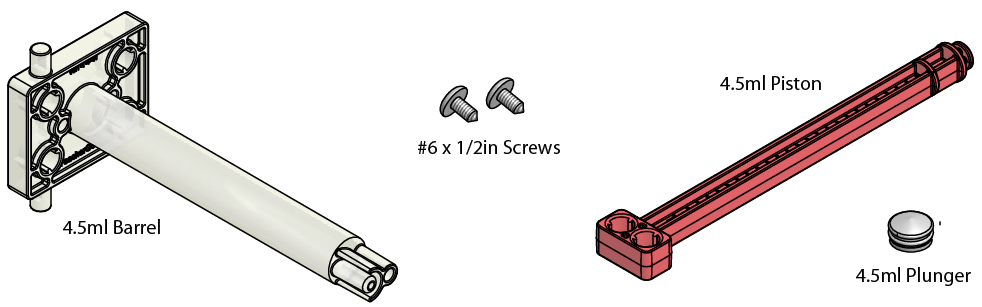 4.5ml Piston
#6 x 1/2in Screws
4.5ml Barrel
4.5ml Plunger